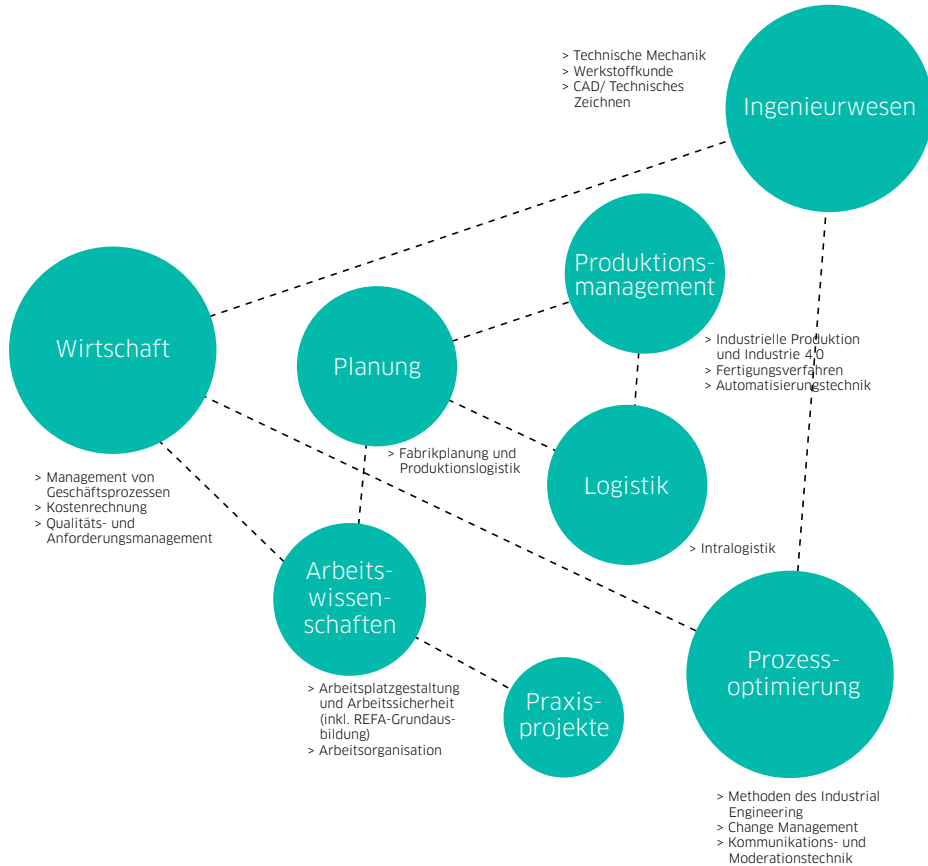 > Technische Mechanik
> Werkstoffkunde
> CAD/ Technisches
Zeichnen
Ingenieurwesen
Produktions-
management
> Industrielle Produktion
und Industrie 4.0
> Fertigungsverfahren
> Automatisierungstechnik
Wirtschaft
> Management von
Geschäftsprozessen
> Kostenrechnung
> Qualitäts- und
Anforderungsmanagement
Planung
> Fabrikplanung und
Produktionslogistik
Logistik
> Intralogistik
Arbeits-
wissen-
schaften
> Arbeitsplatzgestaltung
und Arbeitssicherheit
(inkl. REFA-Grundaus-
bildung)
> Arbeitsorganisation
Praxis-
projekte
Prozess-
optimierung
> Methoden des Industrial
Engineering
> Change Management
> Kommunikations- und
Moderationstechnik